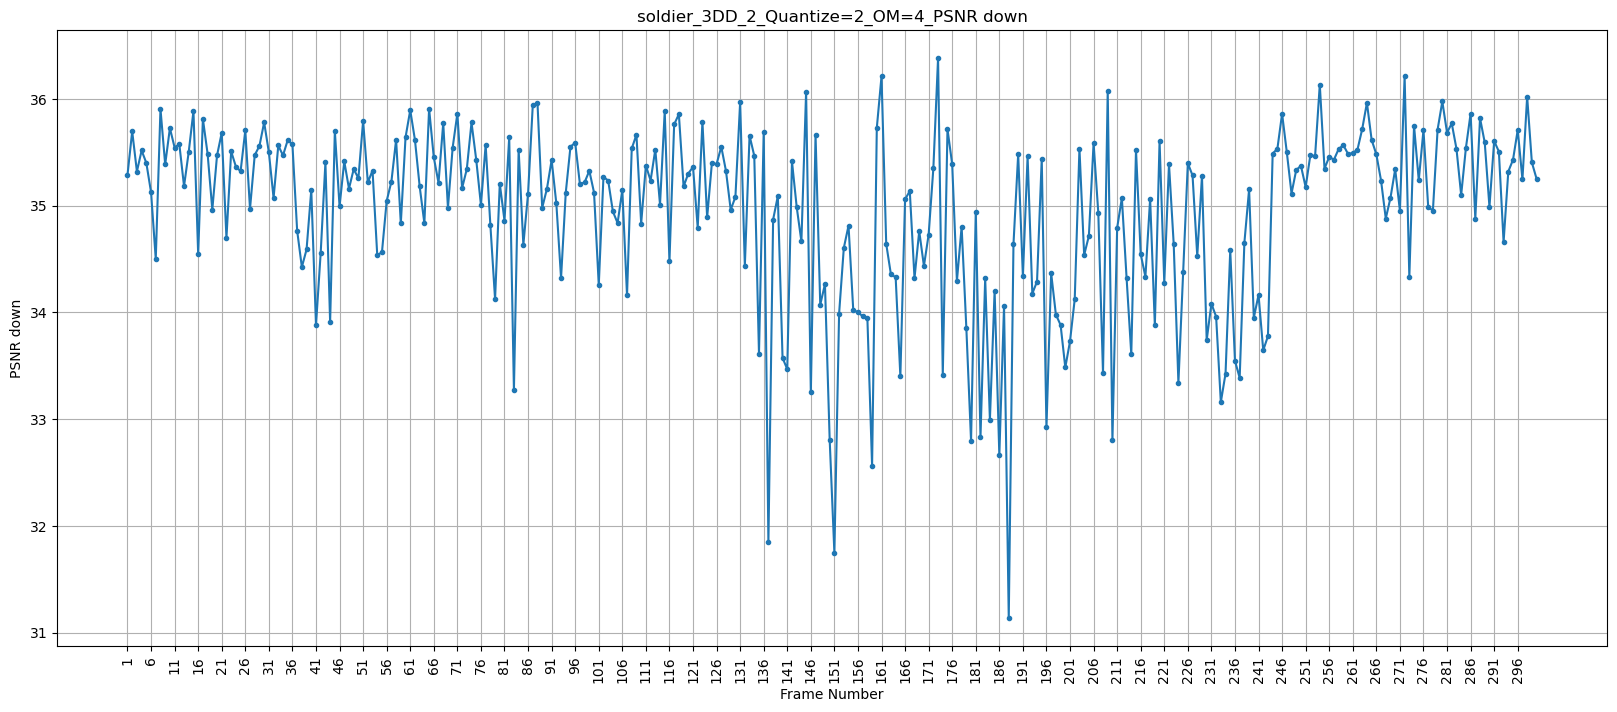 soldier_3DD_2_Quantize=2_OM=4_PSNR down
PSNR down
36
35
34
33
32
31
1 6 11 16 21 26 31 36 41 46 51 56 61 66 71 76 81 86 91 96 101 106 111 116 121 126 131 136 141 146 151 156 161 166 171 176 181 186 191 196 201 206 211 216 221 226 231 236 241 246 251 256 261 266 271 276 281 286 291 296
Frame Number